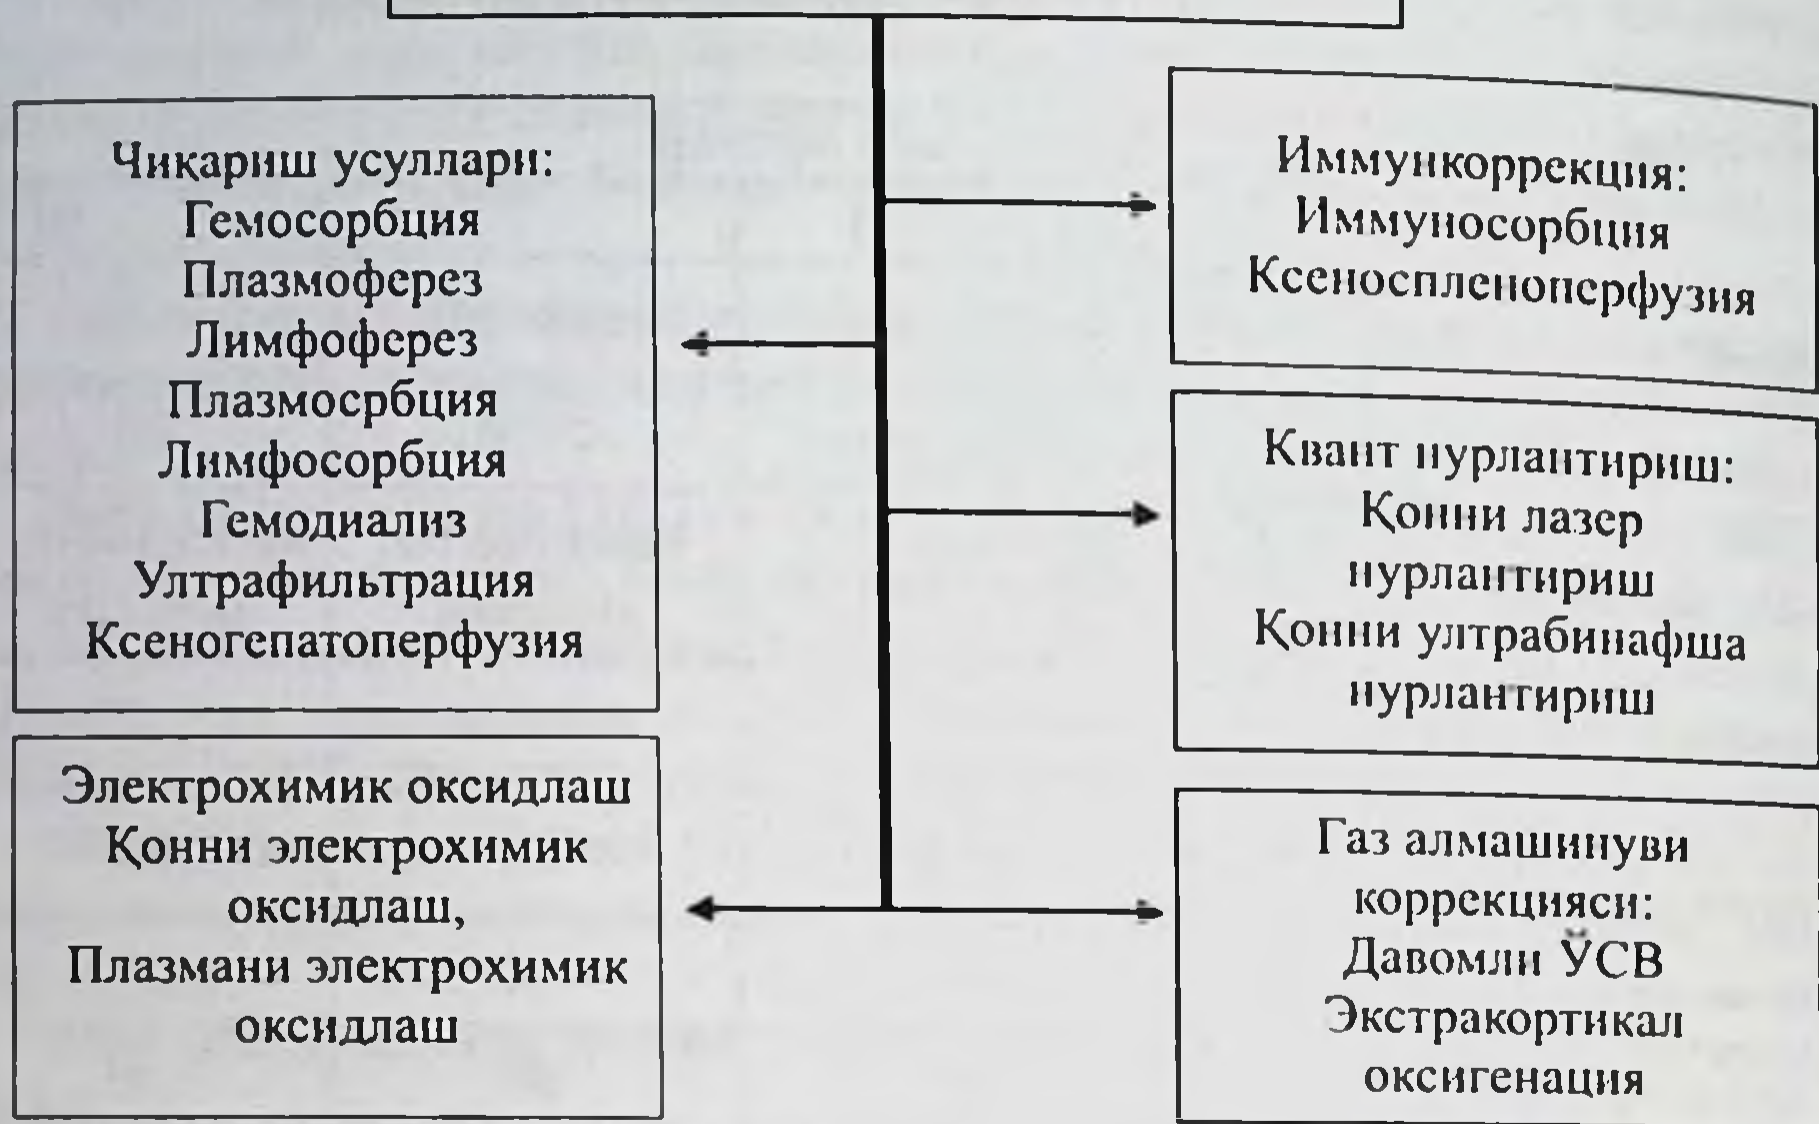 Чиқариш усуллари:
Гемосорбция
Плазмоферез
Лимфоферез
Плазмосрбция
Лимфосорбция
Гемодиализ
Ултрафильтрация
Ксеногепатоперфузия
Электрохимик оксидлаш
Қонни электрохимик
оксидлаш,
Плазмани электрохимик
оксидлаш
Иммункоррекция:
Иммуносорбция
Ксеноспленоперфузия
Квант нурлантириш:
Қонни лазер
нурлантириш
Қонни ултрабинафша
нурлантириш
Газ алмашинуви
коррекцияси:
Давомли ЎСВ
Экстракортикал
оксигенация